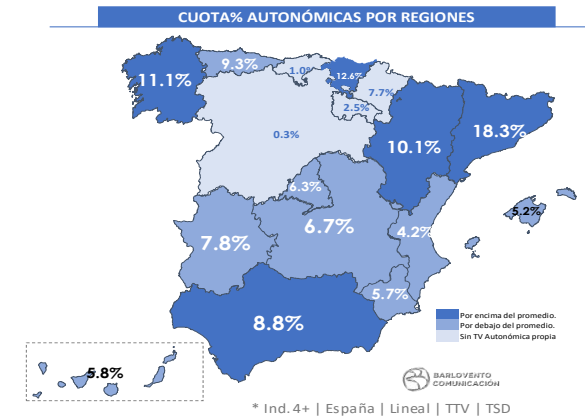 CUOTA% AUTONÓMICAS POR REGIONES
9.3%
1.0%
12.6%
11.1%
7.7%
2.5%
18.3%
0.3%
10.1%
6.3%
5.2%
6.7%
4.2%
7.8%
5.7%
8.8%
Por encima del promedio.
Por debajo del promedio.
Sin TV Autonómica propia
5.8%
BARLOVENTO
COMUNICACIÓN
* Ind. 4+ | España | Lineal | TTV | TSD